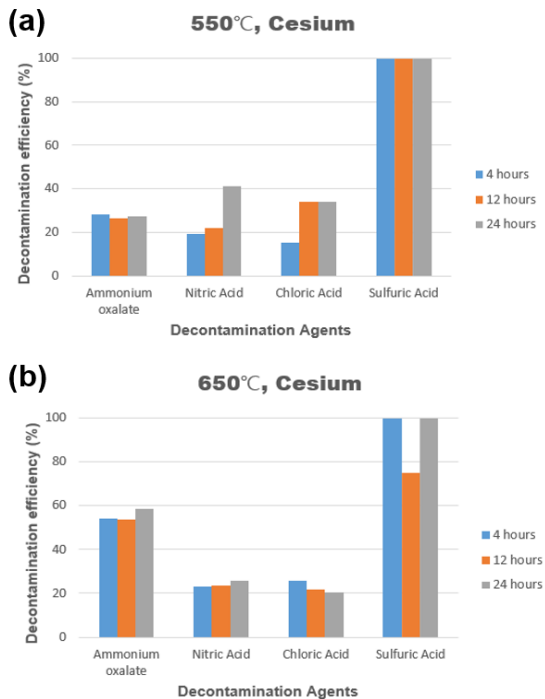 (a)
550℃, Cesium
Decontamination efficiency (%)
100
80
60
40
20
0
4 hours
12 hours
24 hours
Ammonium
oxalate
Nitric Acid
Chloric Acid
Sulfuric Acid
Decontamination Agents
(b)
650℃, Cesium
Decontamination efficiency (%)
100
80
60
40
20
0
4 hours
12 hours
24 hours
Ammonium
oxalate
Nitric Acid
Chloric Acid
Sulfuric Acid
Decontamination Agents